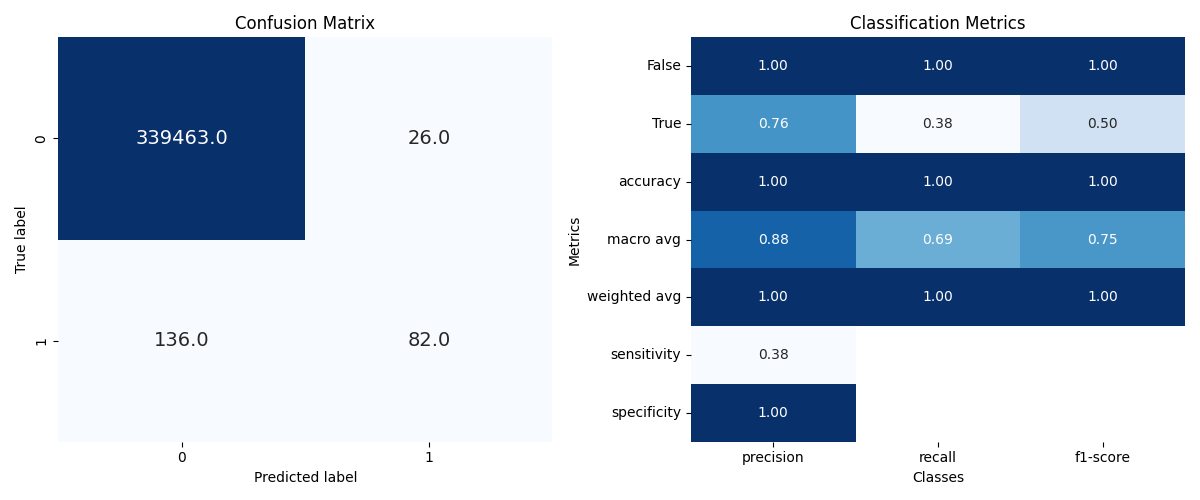 Confusion Matrix
True label
0
339463.0 26.0
1
136.0 82.0
0 1
Predicted label
Classification Metrics
Metrics
False 1.00 1.00 1.00
True 0.76 0.38 0.50
accuracy 1.00 1.00 1.00
macro avg 0.88 0.69 0.75
weighted avg 1.00 1.00 1.00
sensitivity 0.38
specificity 1.00
precision recall f1-score
Classes